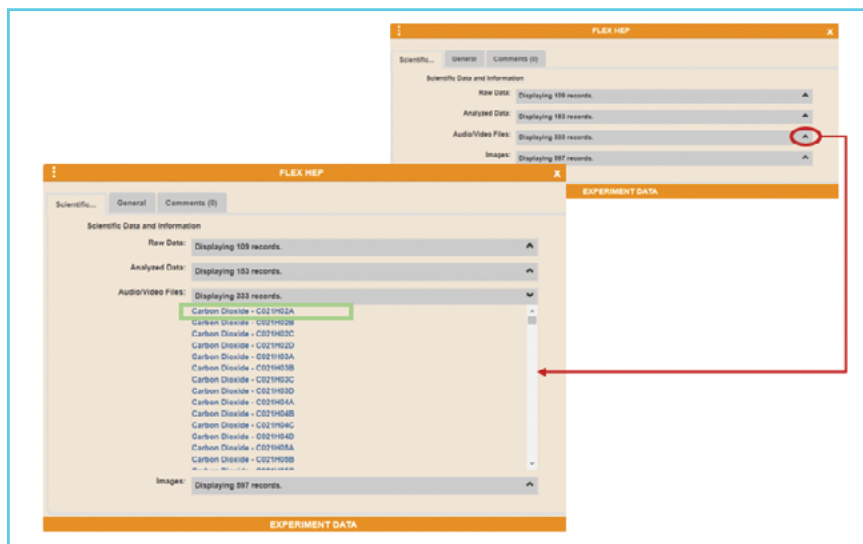 FLEX HEP X
Scientific... General Comments (0)
Scientific Data and Information
Raw Data: Displaying 109 records.
Analyzed Data: Displaying 153 records.
Audio/Video Files: Displaying 333 records.
Images: Displaying 897 records.
EXPERIMENT DATA
FLEX HEP X
Scientific... General Comments (0)
Scientific Data and Information
Raw Data: Displaying 109 records.
Analyzed Data: Displaying 153 records.
Audio/Video Files: Displaying 333 records.
Carbon Dioxide - C021H02A
Carbon Dioxide - C021H02B
Carbon Dioxide - C021H02C
Carbon Dioxide - C021H02D
Carbon Dioxide - C021H03A
Carbon Dioxide - C021H03B
Carbon Dioxide - C021H03C
Carbon Dioxide - C021H03D
Carbon Dioxide - C021H04A
Carbon Dioxide - C021H04B
Carbon Dioxide - C021H04C
Carbon Dioxide - C021H04D
Carbon Dioxide - C021H05A
Carbon Dioxide - C021H05B
Images: Displaying 897 records.
EXPERIMENT DATA